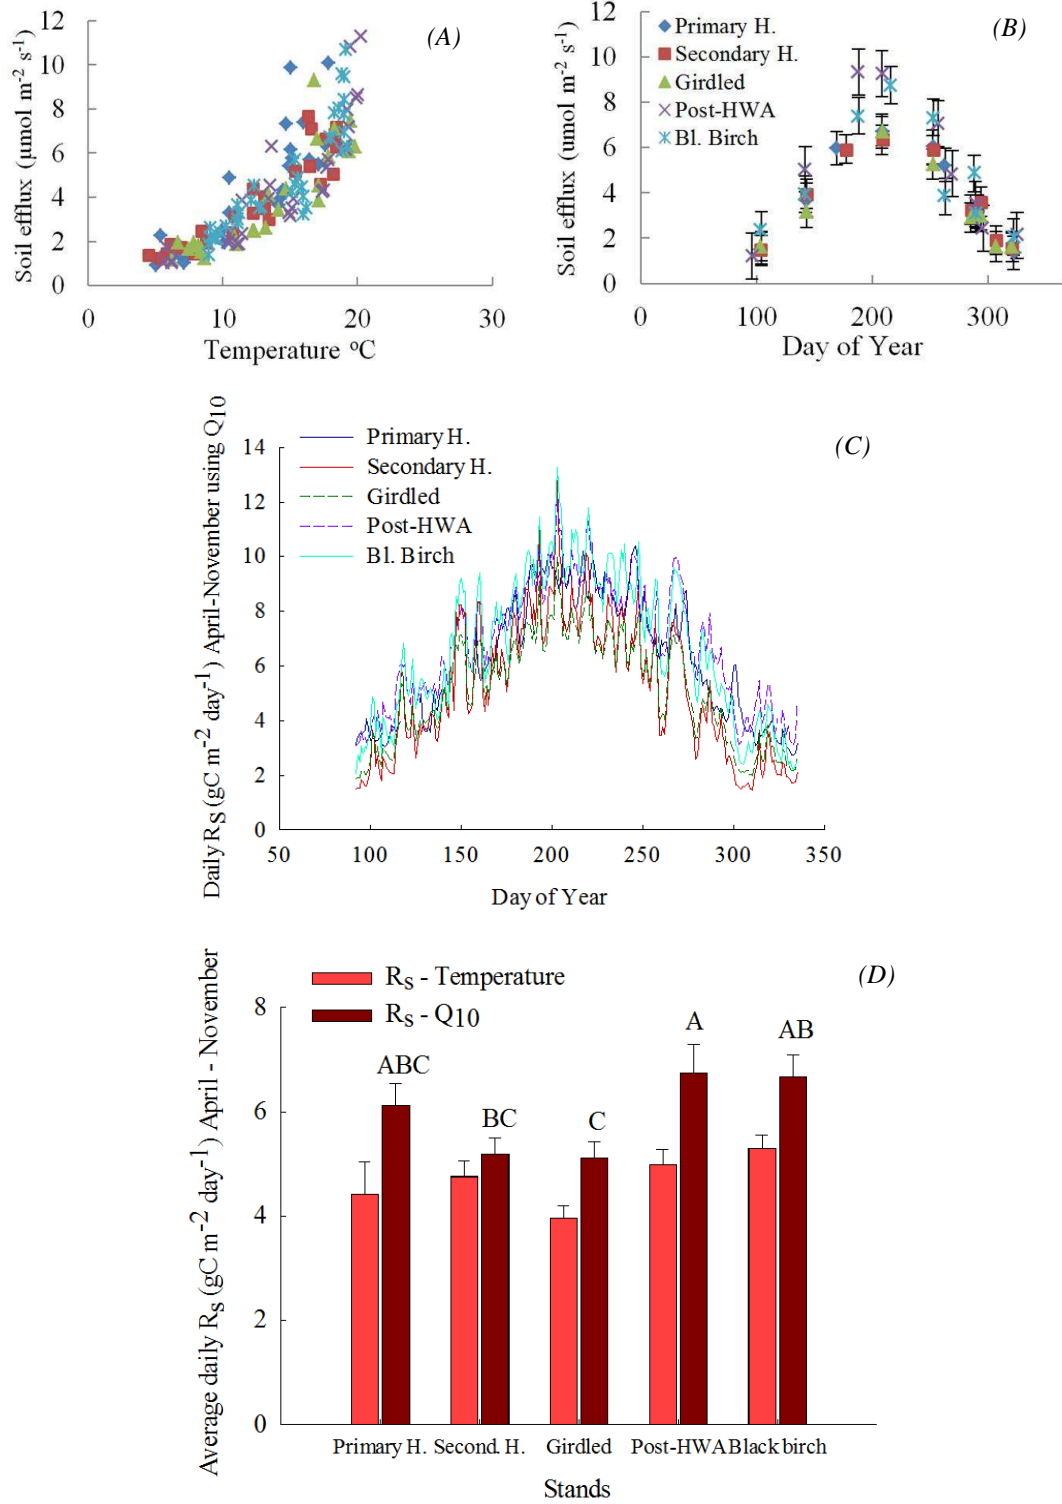 (A)
12
10
8
6
4
2
0
Soil efflux (μmol m-2 s-1)
0 10 20 30
Temperature ºC
(B)
12
10
8
6
4
2
0
Soil efflux (umol m-2 s-1)
Primary H.
Secondary H.
Girdled
Post-HWA
Bl. Birch
0 100 200 300
Day of Year
(C)
Daily RS (gC m-2 day-1) April-November using Q10
14
12
10
8
6
4
2
0
Primary H.
Secondary H.
Girdled
Post-HWA
Bl. Birch
50 100 150 200 250 300 350
Day of Year
(D)
Average daily Rs (gC m-2 day-1) April - November
Rs - Temperature
Rs - Q10
8
6
4
2
0
ABC
BC
C
A
AB
Primary H. Second. H. Girdled Post-HWA Black birch
Stands